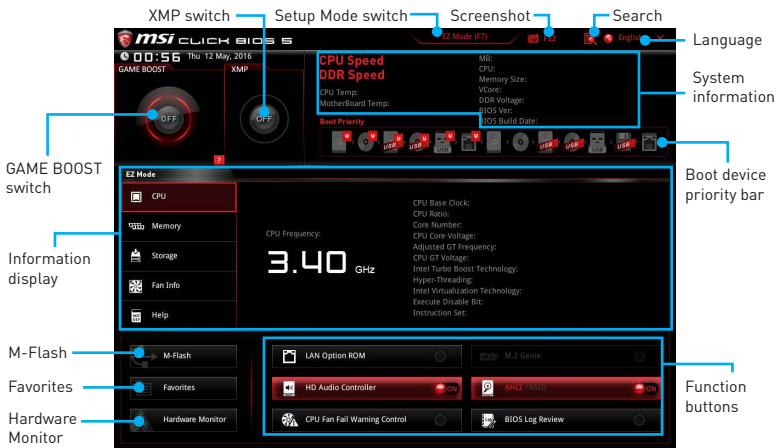 XMP switch
Setup Mode switch
Screenshot
Search
msi CLICK BIOS 5
EZ Mode (F7)
F12
English
Language
00:56 Thu 12 May, 2016
GAME BOOST
XMP
OFF
OFF
CPU Speed
DDR Speed
CPU Temp:
MotherBoard Temp:
MB:
CPU:
Memory Size:
VCore:
DDR Voltage:
BIOS Ver:
BIOS Build Date:
System
information
Boot Priority
U
U
USB U
USB U
USB U
U
USB
USB
USB
USB
?
GAME BOOST
switch
Boot device
priority bar
EZ Mode
CPU
Memory
Storage
Fan Info
Help
CPU Frequency:
3.40 GHz
CPU Base Clock:
CPU Ratio:
Core Number:
CPU Core Voltage:
Adjusted GT Frequency:
CPU GT Voltage:
Intel Turbo Boost Technology:
Hyper-Threading:
Intel Virtualization Technology:
Execute Disable Bit:
Instruction Set:
Information
display
M-Flash
M-Flash
LAN Option ROM
M.2 Genie
Favorites
Favorites
HD Audio Controller
ON
AHCI /RAID
ON
Function
buttons
Hardware
Monitor
Hardware Monitor
CPU Fan Fail Warning Control
BIOS Log Review